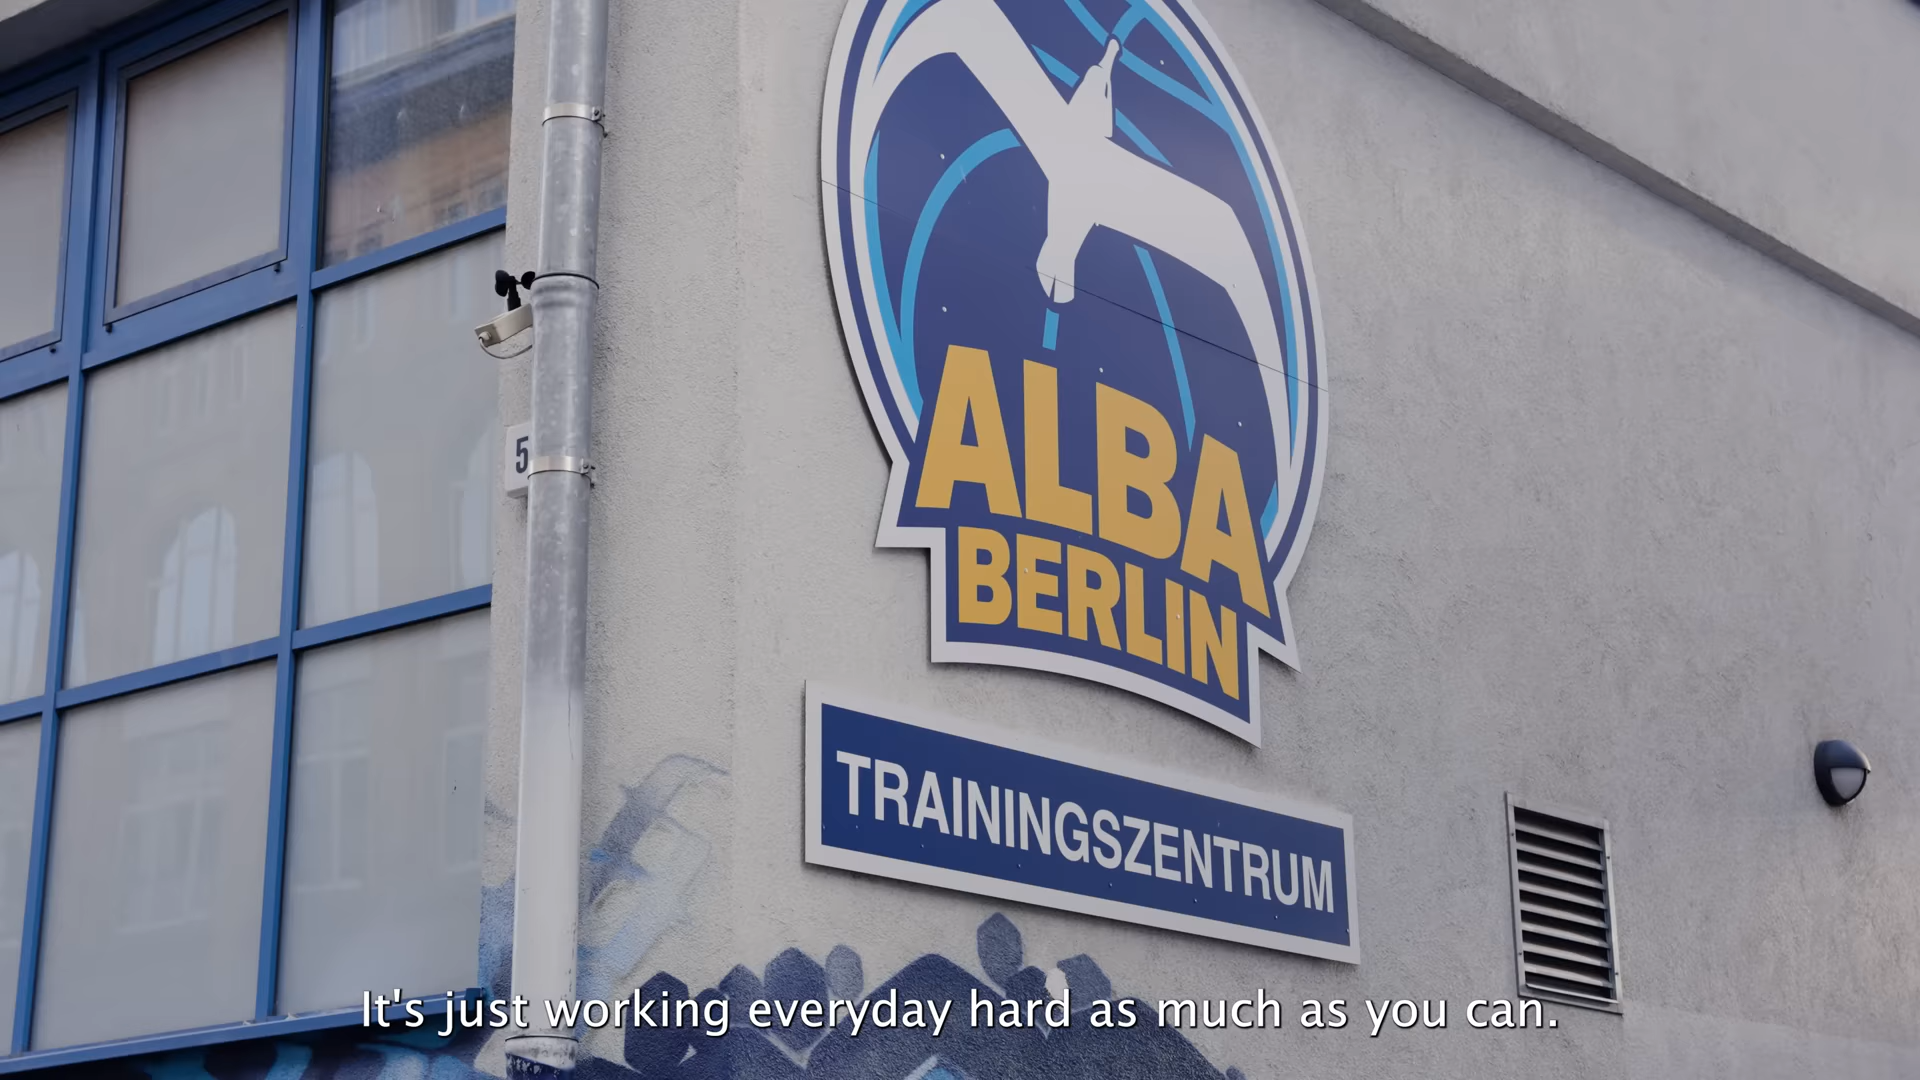 5
ALBA
BERLIN
TRAININGSZENTRUM
It's just working everyday hard as much as you can.